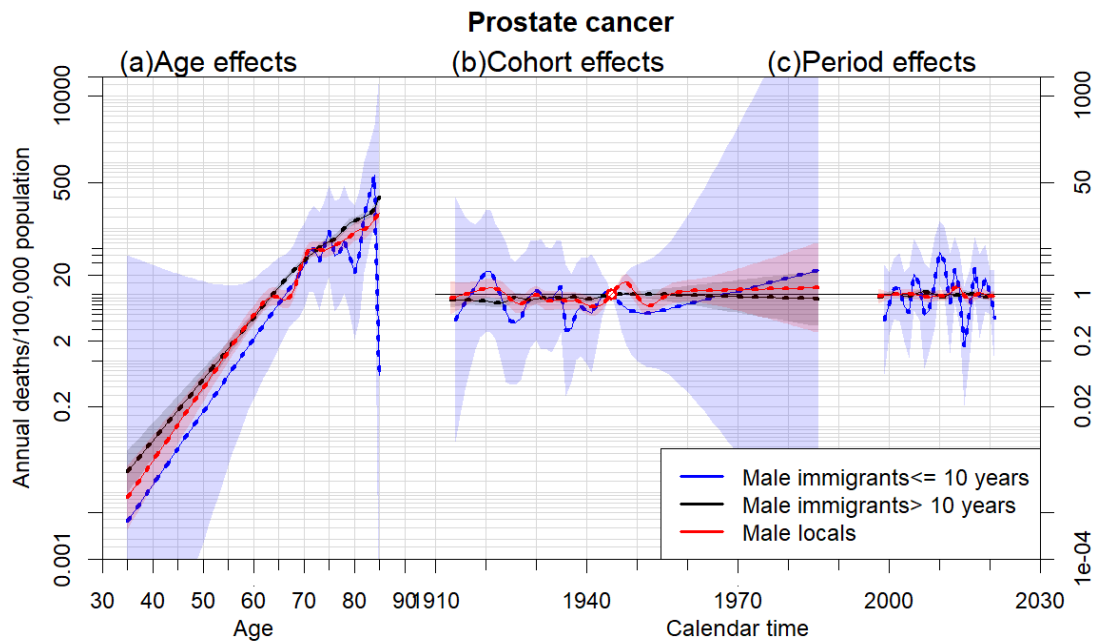 Prostate cancer
(a)Age effects
(b)Cohort effects
(c)Period effects
Annual deaths/100,000 population
10000
500
20
2
0.2
0.001
1000
50
1
0.2
0.02
1e-04
Male immigrants<= 10 years
Male immigrants> 10 years
Male locals
30 40 50 60 70 80 90
1910 1940 1970 2000 2030
Age
Calendar time